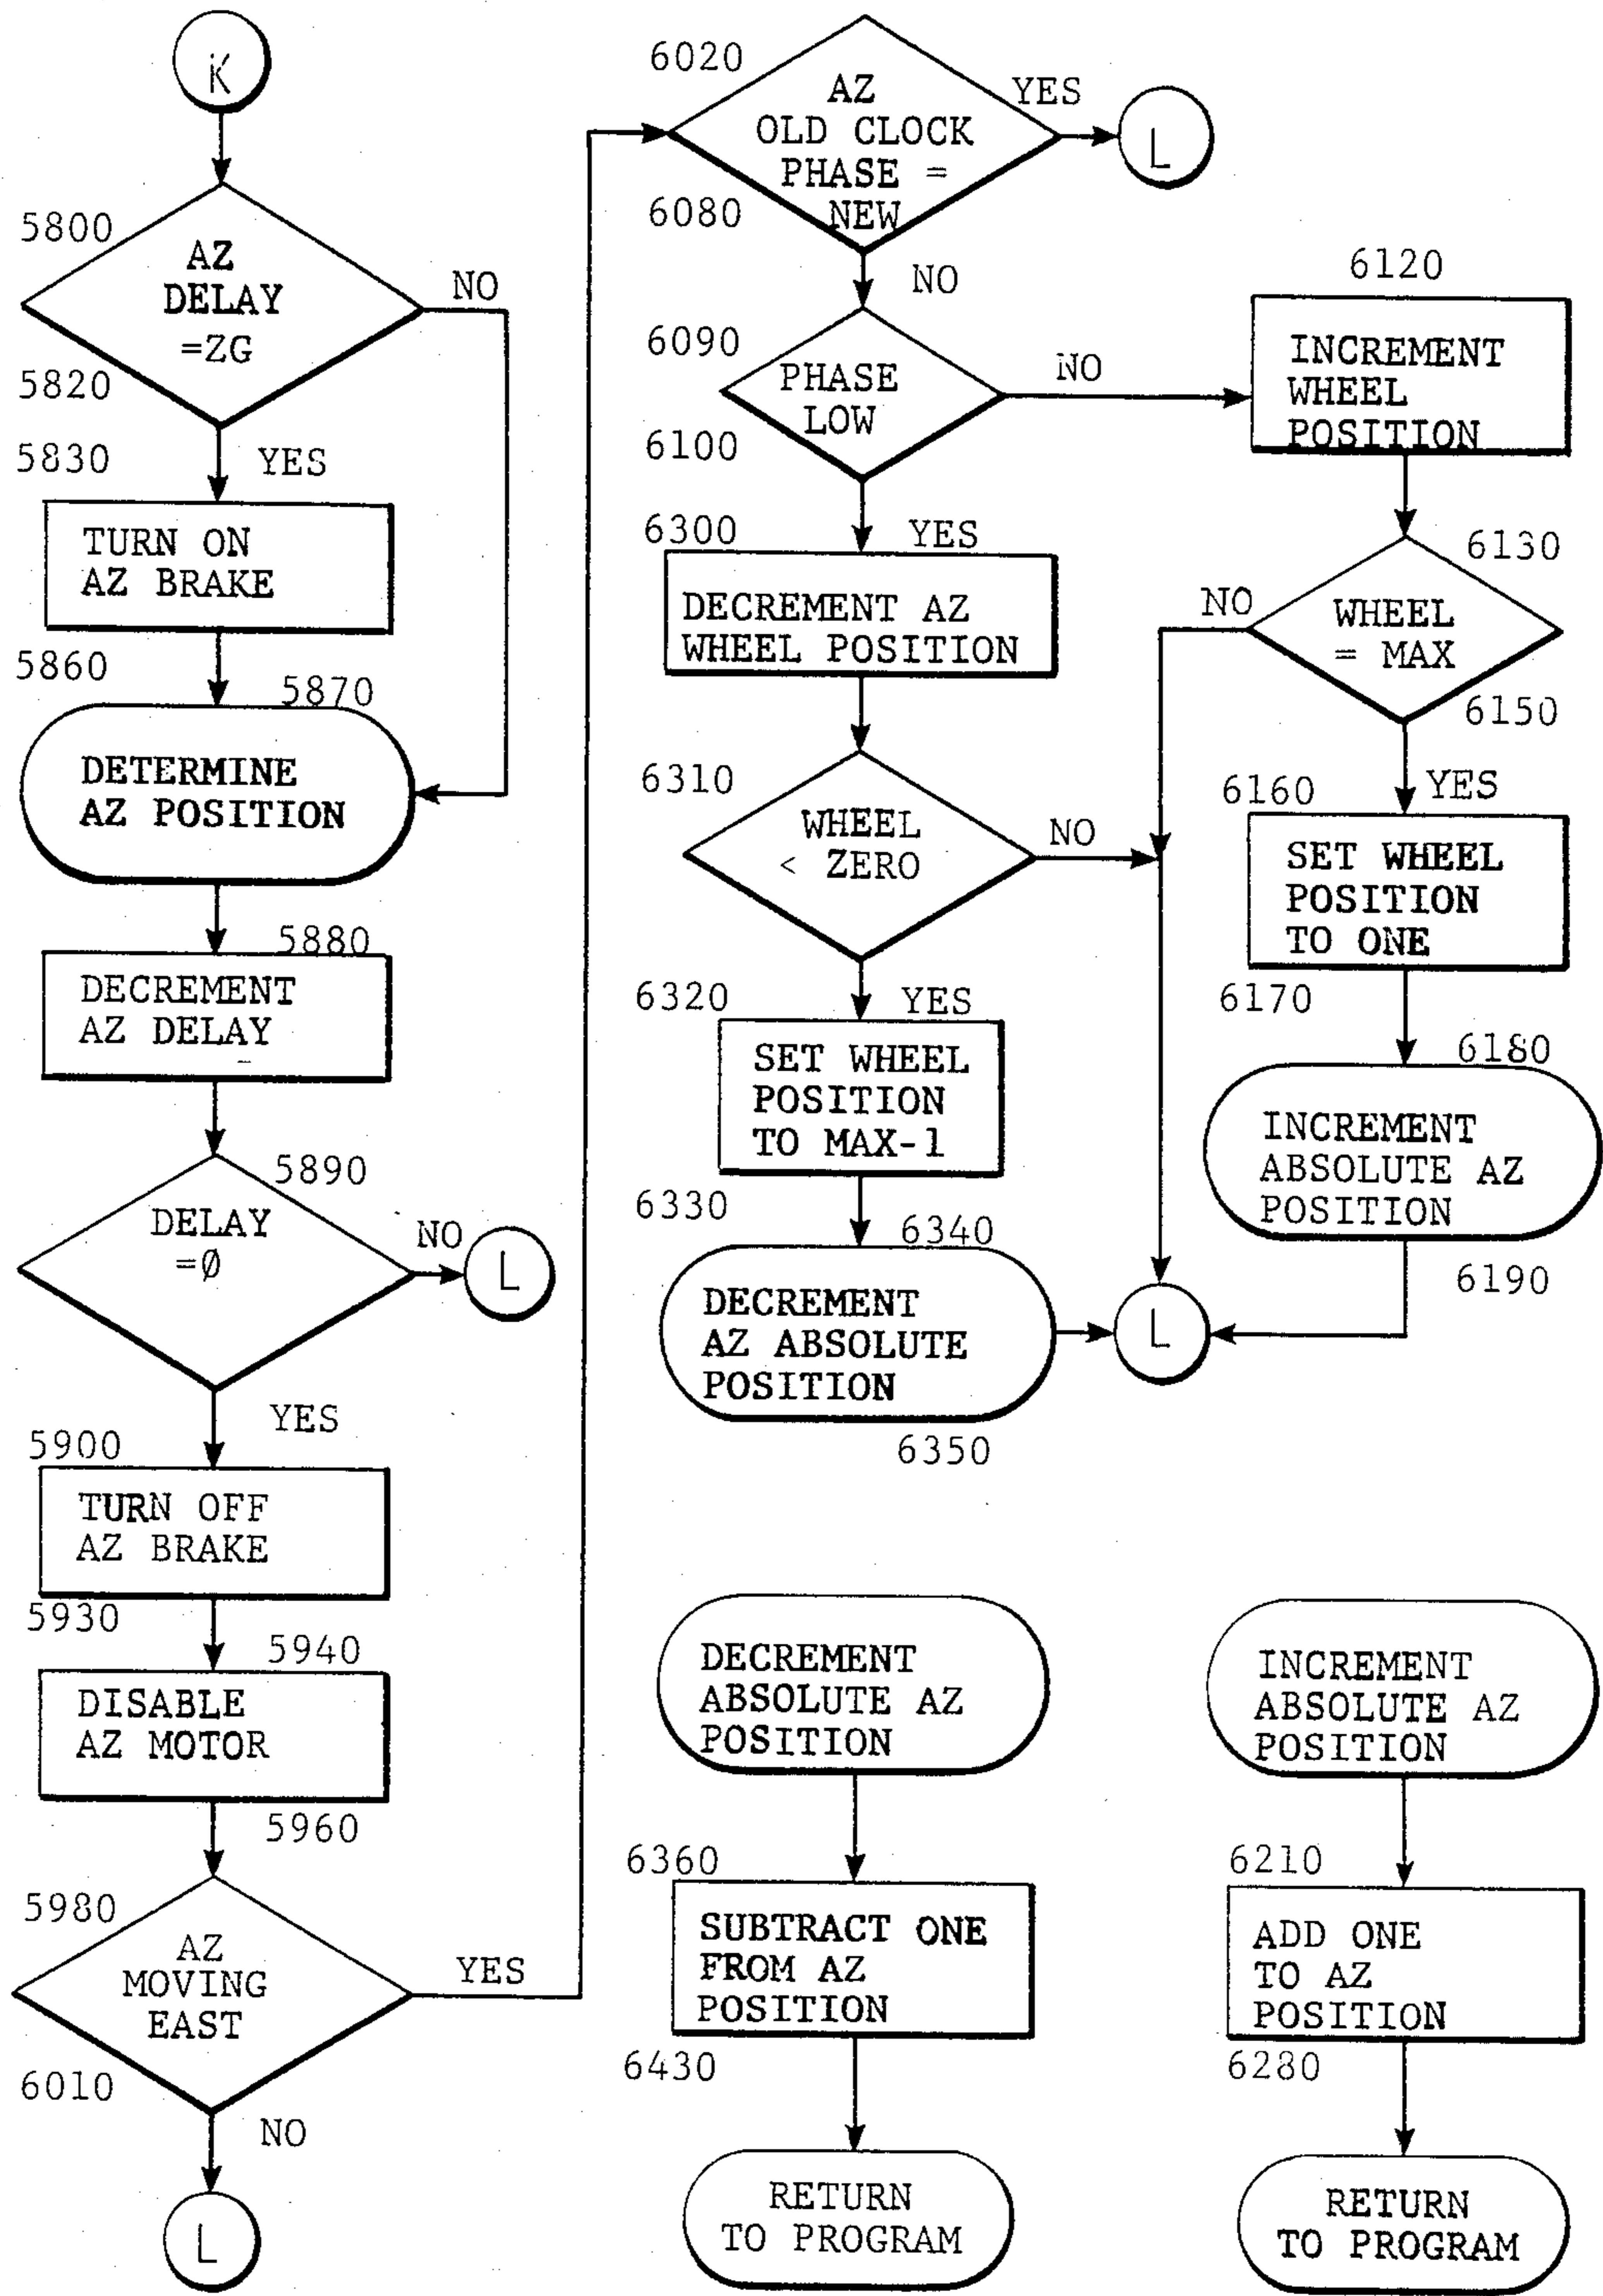 K
5800
AZ
DELAY
=ZG
NO
5820
5830
YES
TURN ON
AZ BRAKE
5860
5870
DETERMINE
AZ POSITION
5880
DECREMENT
AZ DELAY
5890
DELAY
=Ø
NO
L
YES
5900
TURN OFF
AZ BRAKE
5930
5940
DISABLE
AZ MOTOR
5960
5980
AZ
MOVING
EAST
YES
6010
NO
L
6020
AZ
OLD CLOCK
PHASE =
NEW
YES
L
6080
NO
6090
PHASE
LOW
NO
6100
6300
YES
DECREMENT AZ
WHEEL POSITION
6310
WHEEL
< ZERO
NO
6320
YES
SET WHEEL
POSITION
TO MAX-1
6330
6340
DECREMENT
AZ ABSOLUTE
POSITION
6350
L
6120
INCREMENT
WHEEL
POSITION
6130
NO
WHEEL
= MAX
6150
6160
YES
SET WHEEL
POSITION
TO ONE
6170
6180
INCREMENT
ABSOLUTE AZ
POSITION
6190
DECREMENT
ABSOLUTE AZ
POSITION
6360
SUBTRACT ONE
FROM AZ
POSITION
6430
RETURN
TO PROGRAM
INCREMENT
ABSOLUTE AZ
POSITION
6210
ADD ONE
TO AZ
POSITION
6280
RETURN
TO PROGRAM